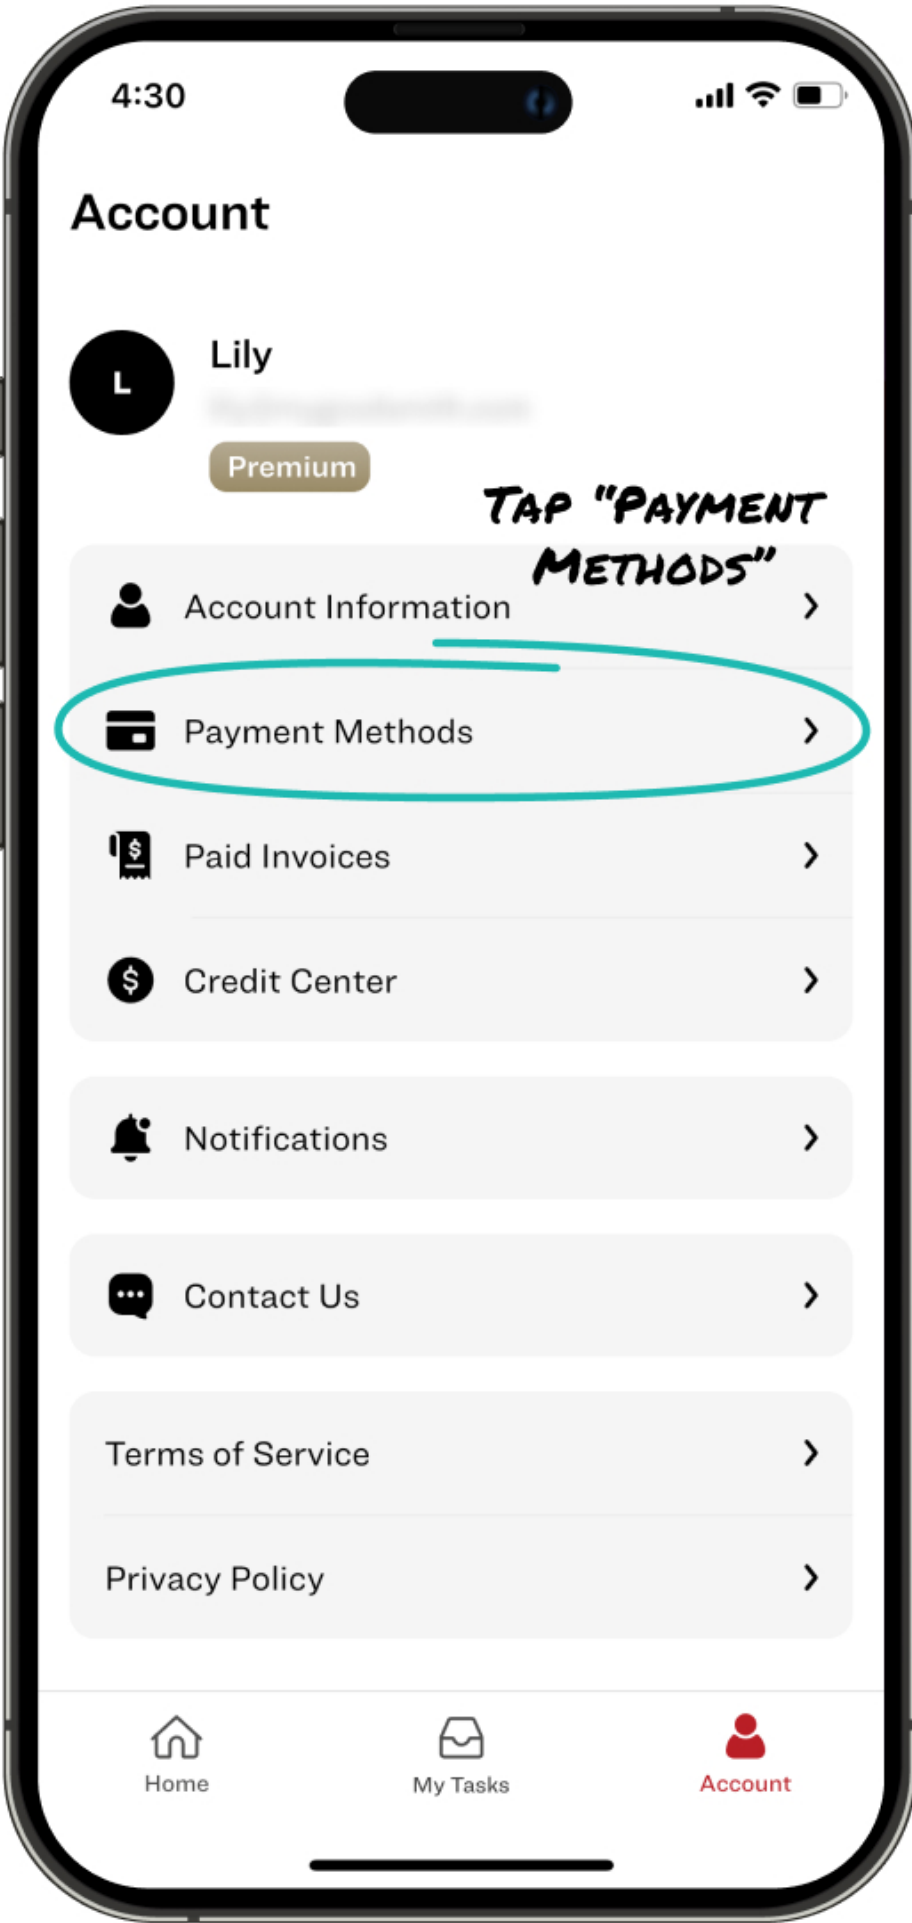 4:30
Account
L
Lily
Premium
TAP "PAYMENT
METHODS"
Account Information
Payment Methods
$
Paid Invoices
$
Credit Center
Notifications
Contact Us
Terms of Service
Privacy Policy
Home
My Tasks
Account